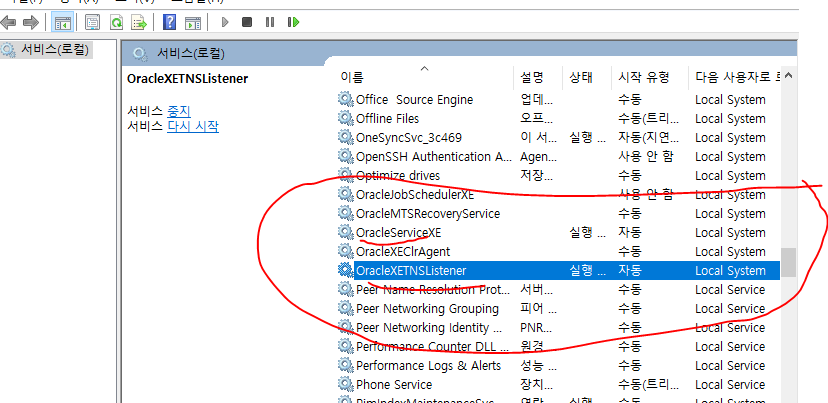 서비스(로컬)
서비스(로컬)
OracleXETNSListener
서비스 중지
서비스 다시 시작
이름 설명 상태 시작 유형 다음 사용자로 로
Office Source Engine 업데... 수동 Local System
Offline Files 오프... 수동(트리... Local System
OneSyncSvc_3c469 이 서... 실행 ... 자동(지연... Local System
OpenSSH Authentication A... Agen... 사용 안 함 Local System
Optimize drives 저장... 수동 Local System
OracleJobSchedulerXE 사용 안 함 Local System
OracleMTSRecoveryService 수동 Local System
OracleServiceXE 실행 ... 자동 Local System
OracleXEClrAgent 수동 Local System
OracleXETNSListener 실행 ... 자동 Local System
Peer Name Resolution Prot... 서버... 수동 Local Service
Peer Networking Grouping 피어 ... 수동 Local Service
Peer Networking Identity ... PNR... 수동 Local Service
Performance Counter DLL ... 원경 수동 Local Service
Performance Logs & Alerts 성능 ... 수동 Local Service
Phone Service 장치... 수동(트리... Local Service